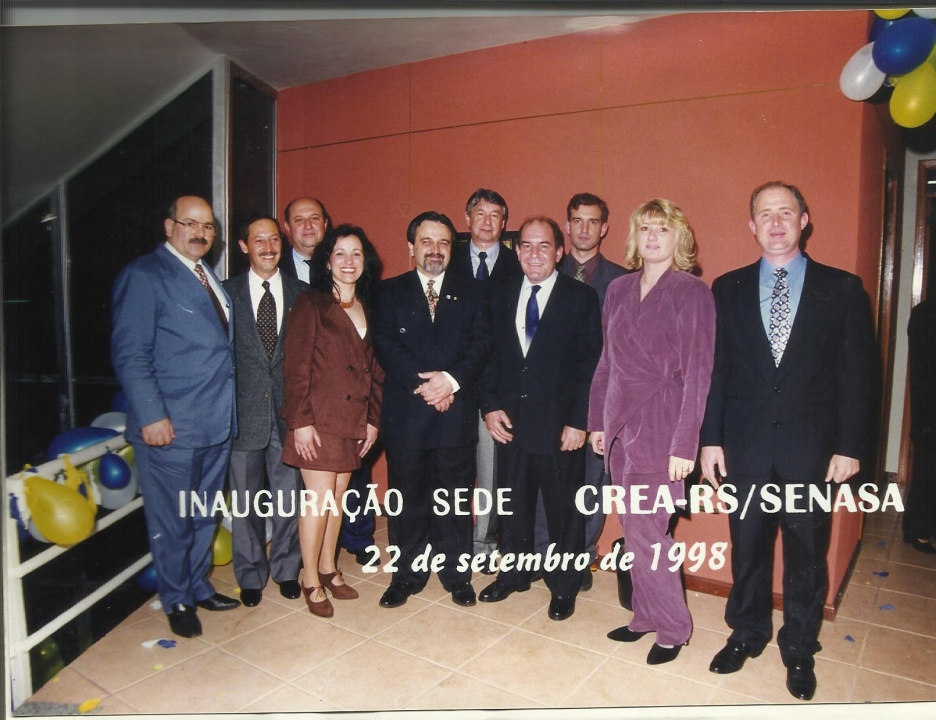 INAUGURAÇÃO SEDE CREA-RS/SENASA
22 de setembro de 1998